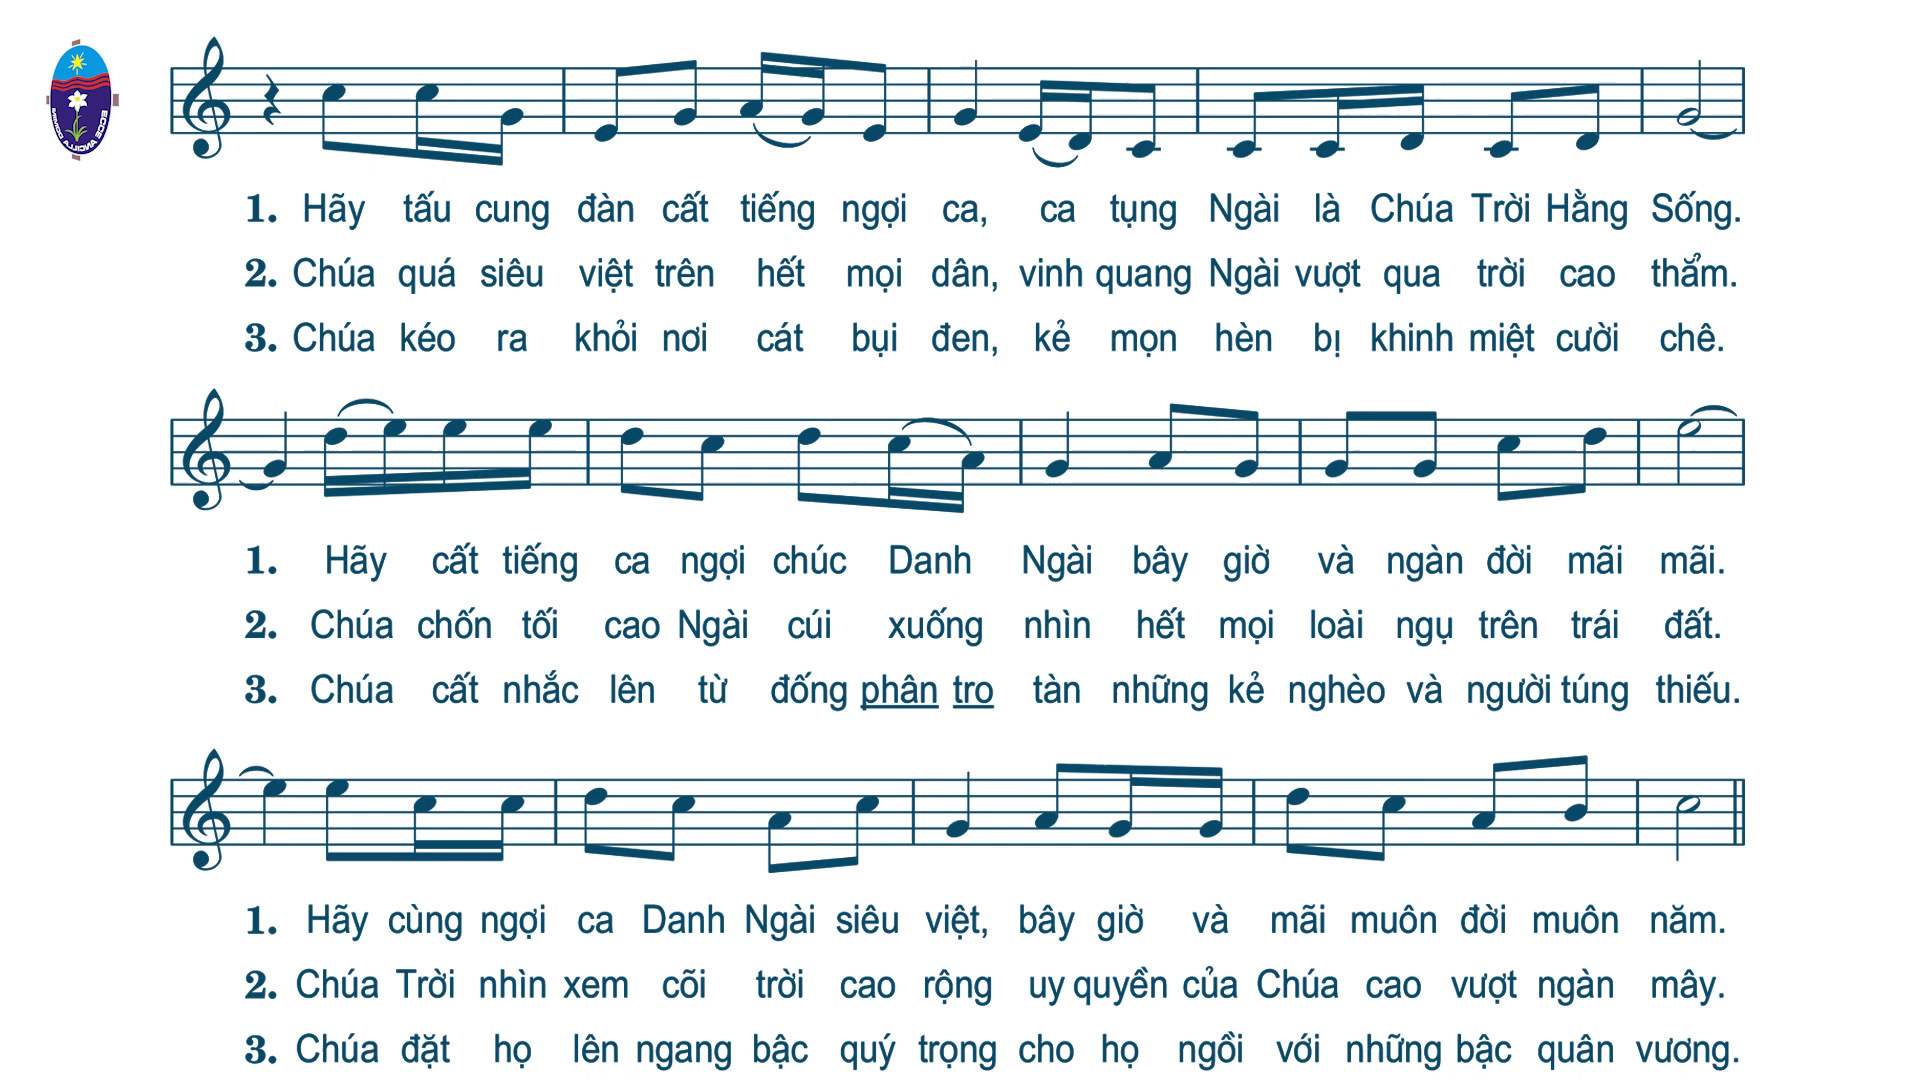 1. Hãy tấu cung đàn cất tiếng ngợi ca, ca tụng Ngài là Chúa Trời Hằng Sống.
2. Chúa quá siêu việt trên hết mọi dân, vinh quang Ngài vượt qua trời cao thẳm.
3. Chúa kéo ra khỏi nơi cát bụi đen, kẻ mọn hèn bị khinh miệt cười chê.
1. Hãy cất tiếng ca ngợi chúc Danh Ngài bây giờ và ngàn đời mãi mãi.
2. Chúa chốn tối cao Ngài cúi xuống nhìn hết mọi loài ngụ trên trái đất.
3. Chúa cất nhắc lên từ đống phân tro tàn những kẻ nghèo và người túng thiếu.
1. Hãy cùng ngợi ca Danh Ngài siêu việt, bây giờ và mãi muôn đời muôn năm.
2. Chúa Trời nhìn xem cõi trời cao rộng uy quyền của Chúa cao vượt ngàn mây.
3. Chúa đặt họ lên ngang bậc quý trọng cho họ ngồi với những bậc quân vương.